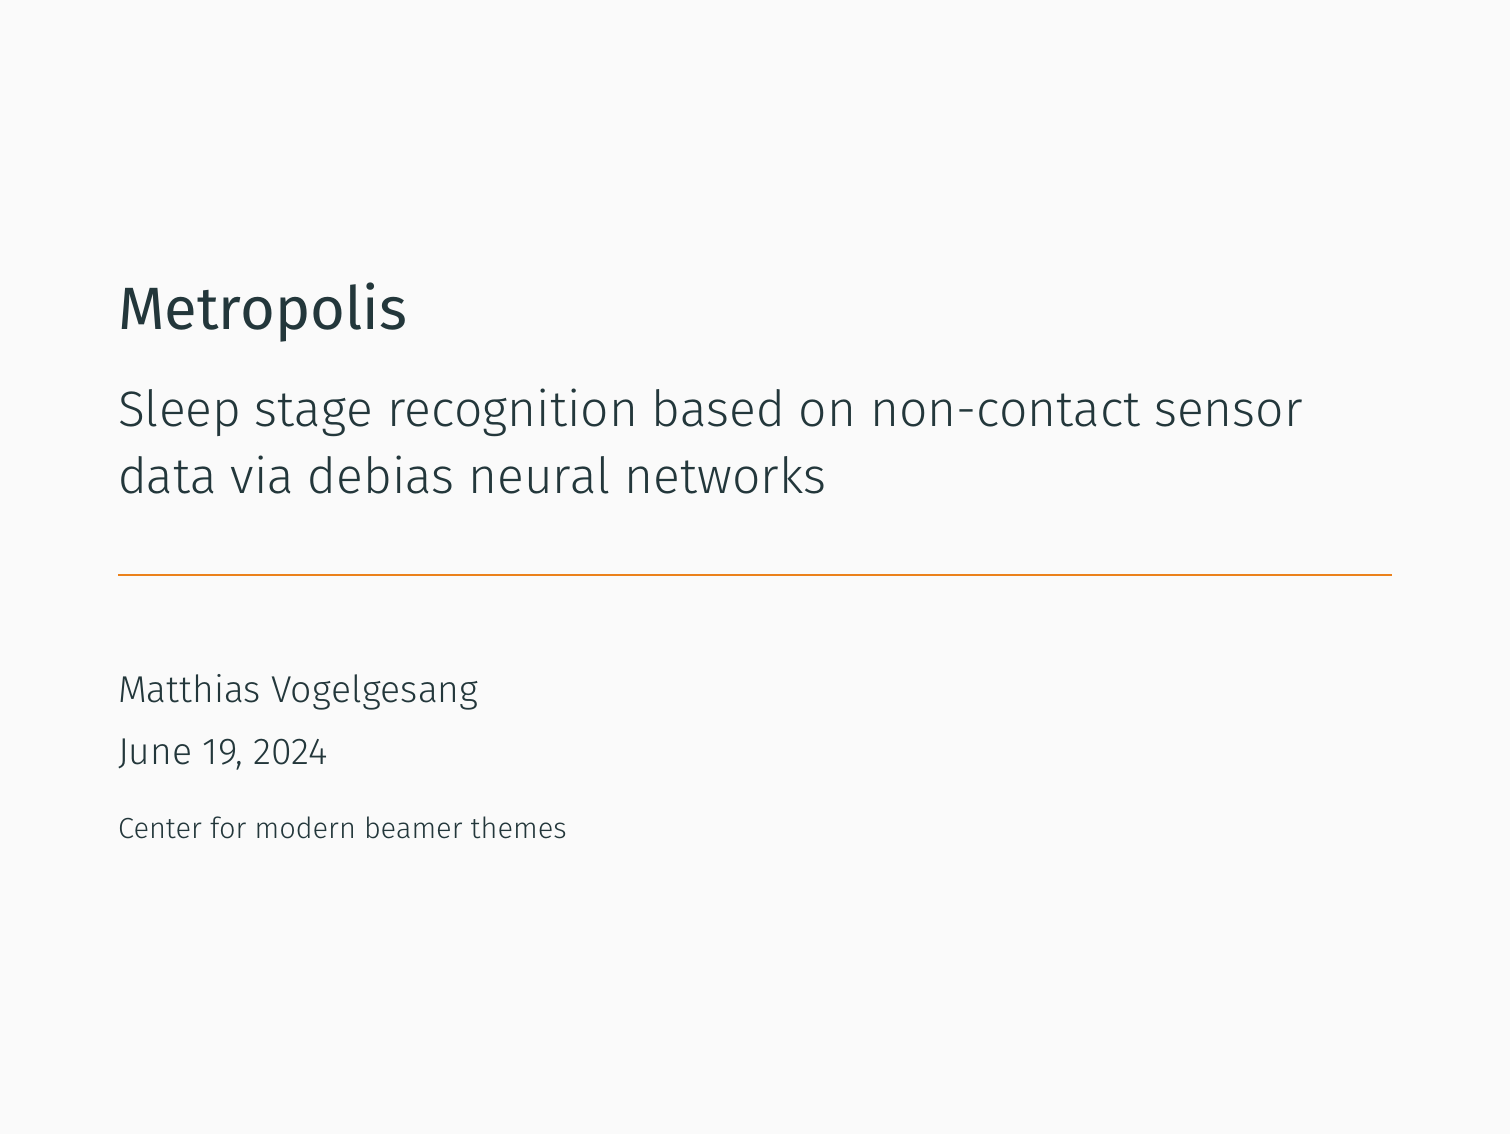 Metropolis
Sleep stage recognition based on non-contact sensor
data via debias neural networks
Matthias Vogelgesang
June 19, 2024
Center for modern beamer themes